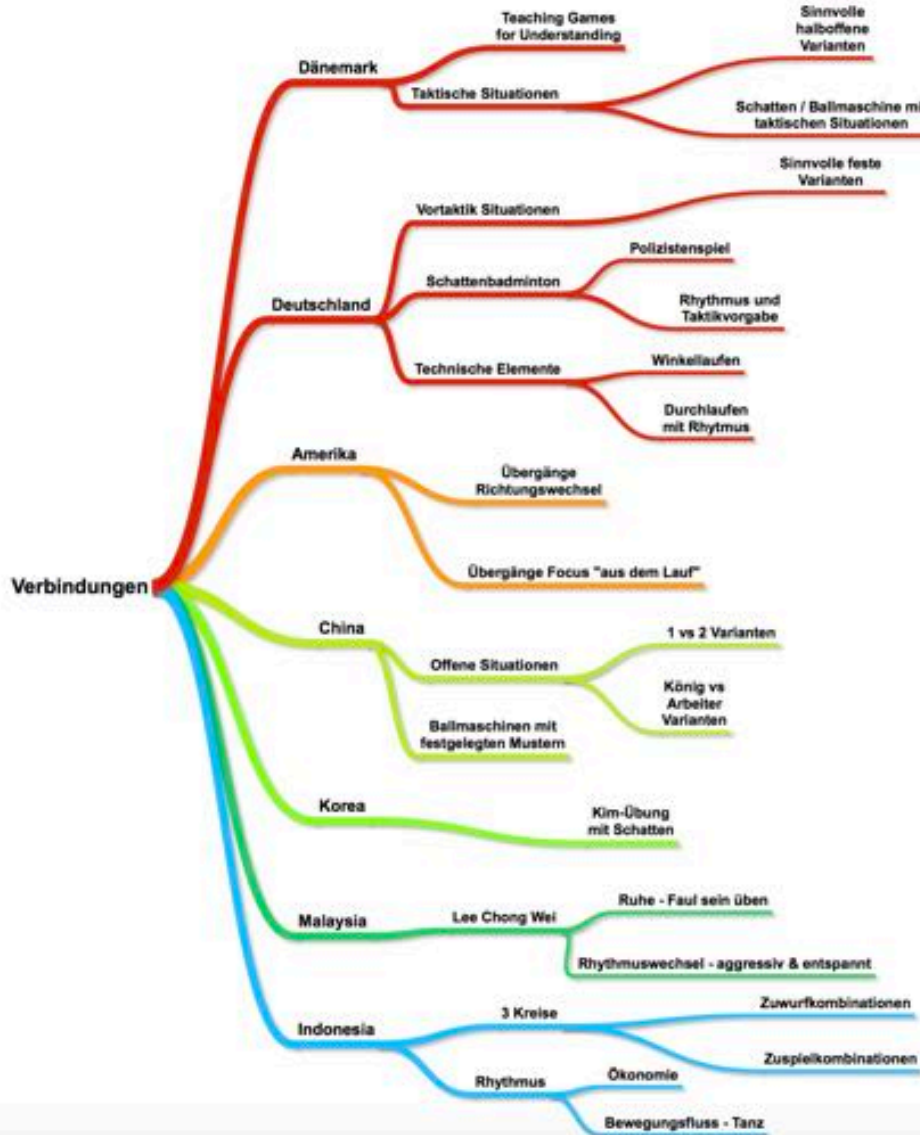 Verbindungen
Dänemark
Teaching Games
for Understanding
Taktische Situationen
Sinnvolle
halboffene
Varianten
Schatten / Ballmaschine mi
taktischen Situationen
Deutschland
Vortaktik Situationen
Sinnvolle feste
Varianten
Schattenbadminton
Polizistenspiel
Rhythmus und
Taktikvorgabe
Technische Elemente
Winkellaufen
Durchlaufen
mit Rhytmus
Amerika
Übergänge
Richtungswechsel
Übergänge Focus "aus dem Lauf"
China
Offene Situationen
1 vs 2 Varianten
König vs
Arbeiter
Varianten
Ballmaschinen mit
festgelegten Mustern
Korea
Kim-Übung
mit Schatten
Malaysia
Lee Chong Wei
Ruhe - Faul sein üben
Rhythmuswechsel - aggressiv & entspannt
Indonesia
3 Kreise
Zuwurfkombinationen
Zuspielkombinationen
Rhythmus
Ökonomie
Bewegungsfluss - Tanz